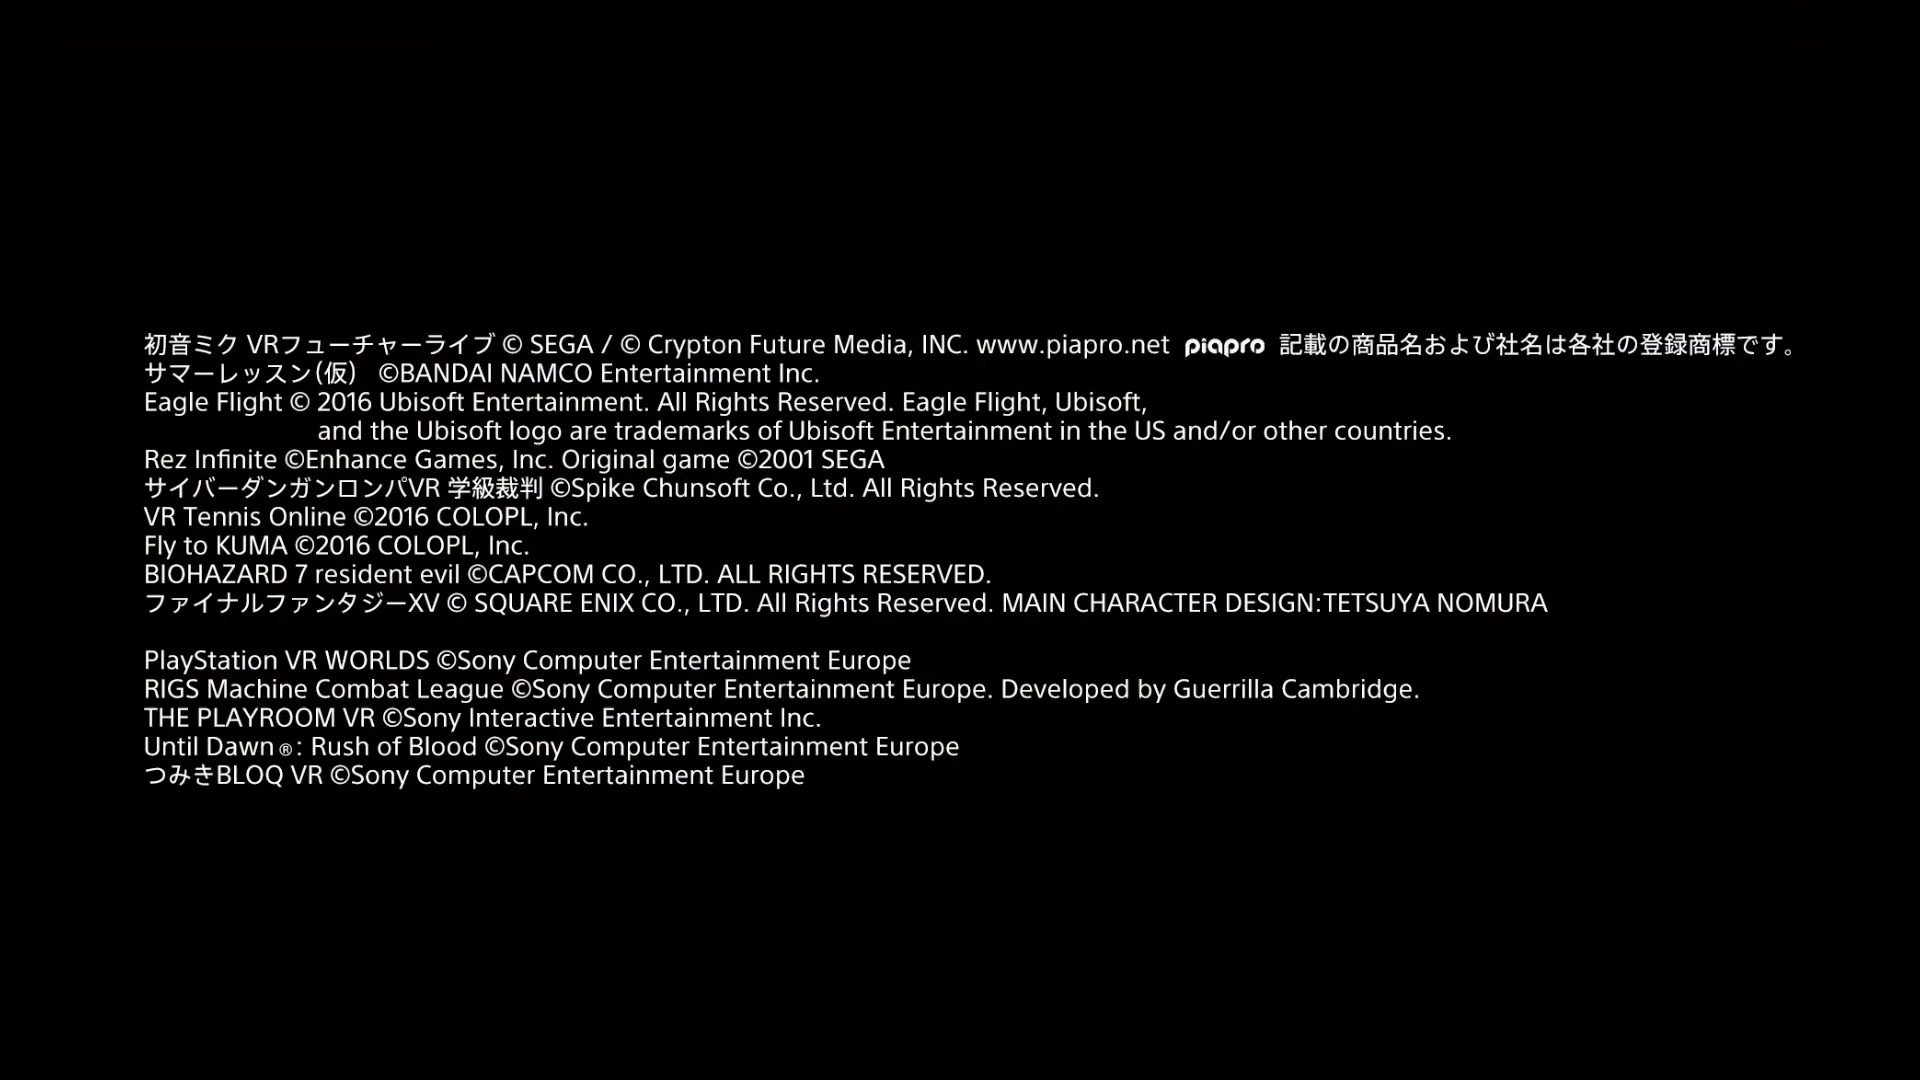 初音ミク VRフューチャーライブ © SEGA / © Crypton Future Media, INC. www.piapro.net piapro 記載の商品名および社名は各社の登録商標です。
サマーレッスン（仮） ©BANDAI NAMCO Entertainment Inc.
Eagle Flight © 2016 Ubisoft Entertainment. All Rights Reserved. Eagle Flight, Ubisoft,
and the Ubisoft logo are trademarks of Ubisoft Entertainment in the US and/or other countries.
Rez Infinite ©Enhance Games, Inc. Original game ©2001 SEGA
サイバーダンガンロンパVR 学級裁判 ©Spike Chunsoft Co., Ltd. All Rights Reserved.
VR Tennis Online ©2016 COLOPL, Inc.
Fly to KUMA ©2016 COLOPL, Inc.
BIOHAZARD 7 resident evil ©CAPCOM CO., LTD. ALL RIGHTS RESERVED.
ファイナルファンタジーXV © SQUARE ENIX CO., LTD. All Rights Reserved. MAIN CHARACTER DESIGN:TETSUYA NOMURA
PlayStation VR WORLDS ©Sony Computer Entertainment Europe
RIGS Machine Combat League ©Sony Computer Entertainment Europe. Developed by Guerrilla Cambridge.
THE PLAYROOM VR ©Sony Interactive Entertainment Inc.
Until Dawn®: Rush of Blood ©Sony Computer Entertainment Europe
つみきBLOQ VR ©Sony Computer Entertainment Europe